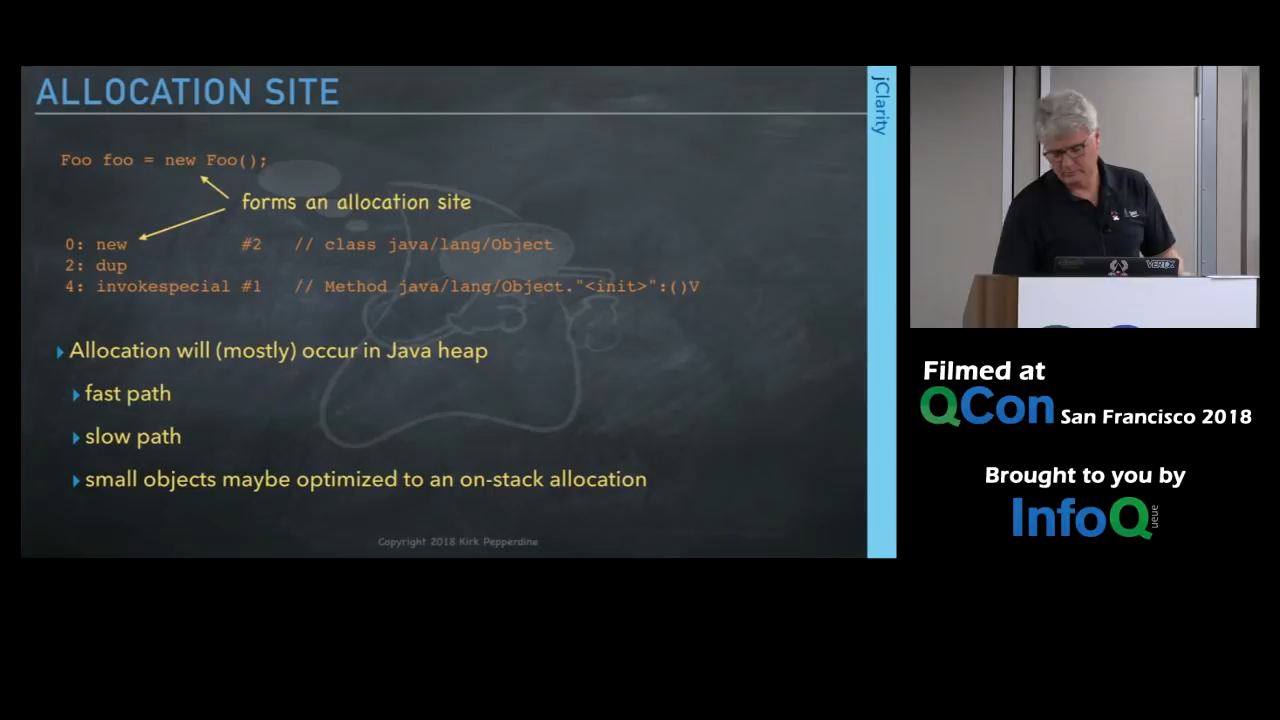 ALLOCATION SITE
jClarity
Foo foo = new Foo();
forms an allocation site
0: new #2 // class java/lang/Object
2: dup
4: invokespecial #1 // Method java/lang/Object."<init>":()V
Allocation will (mostly) occur in Java heap
fast path
slow path
small objects maybe optimized to an on-stack allocation
Copyright 2018 Kirk Pepperdine
VERTX
Filmed at
QCon San Francisco 2018
Brought to you by
InfoQueue